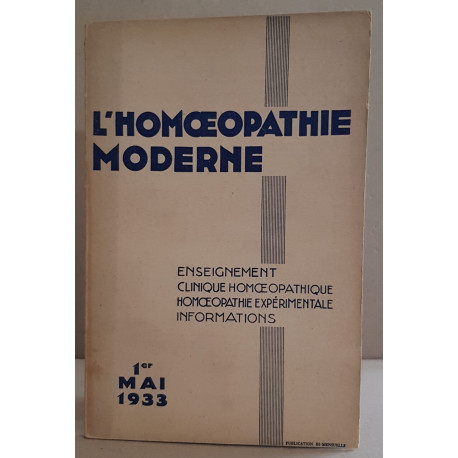 L'HOMŒOPATHIE
MODERNE
ENSEIGNEMENT
CLINIQUE HOMŒOPATHIQUE
HOMŒOPATHIE EXPÉRIMENTALE
INFORMATIONS
1er
MAI
1933
PUBLICATION BI-MENSUELLE